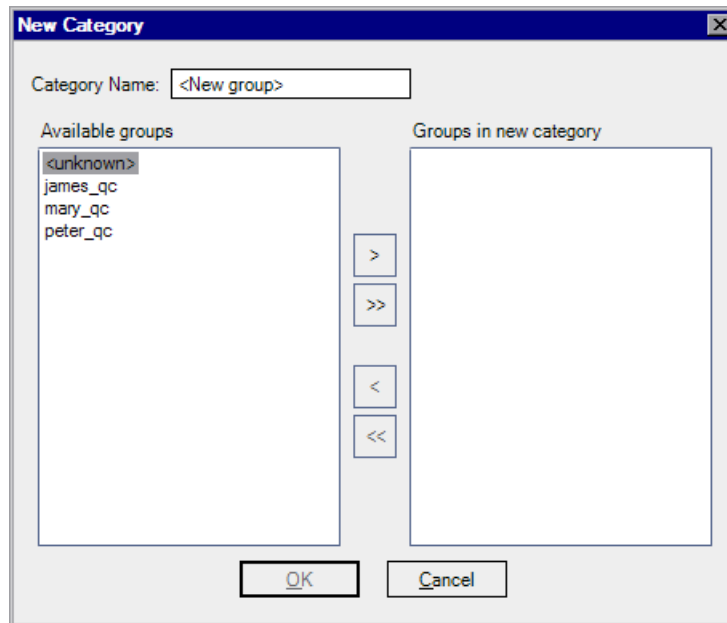 New Category
Category Name: <New group>
Available groups
Groups in new category
<unknown>
james_qc
mary_qc
peter_qc
>
>>
<
<<
OK
Cancel